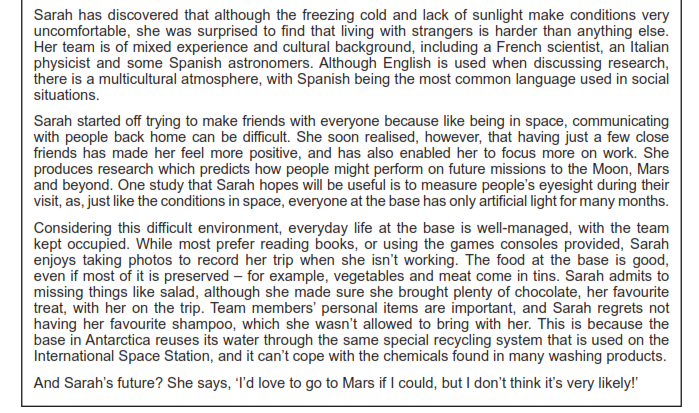 Sarah has discovered that although the freezing cold and lack of sunlight make conditions very
uncomfortable, she was surprised to find that living with strangers is harder than anything else.
Her team is of mixed experience and cultural background, including a French scientist, an Italian
physicist and some Spanish astronomers. Although English is used when discussing research,
there is a multicultural atmosphere, with Spanish being the most common language used in social
situations.
Sarah started off trying to make friends with everyone because like being in space, communicating
with people back home can be difficult. She soon realised, however, that having just a few close
friends has made her feel more positive, and has also enabled her to focus more on work. She
produces research which predicts how people might perform on future missions to the Moon, Mars
and beyond. One study that Sarah hopes will be useful is to measure people's eyesight during their
visit, as, just like the conditions in space, everyone at the base has only artificial light for many months.
Considering this difficult environment, everyday life at the base is well-managed, with the team
kept occupied. While most prefer reading books, or using the games consoles provided, Sarah
enjoys taking photos to record her trip when she isn't working. The food at the base is good,
even if most of it is preserved – for example, vegetables and meat come in tins. Sarah admits to
missing things like salad, although she made sure she brought plenty of chocolate, her favourite
treat, with her on the trip. Team members' personal items are important, and Sarah regrets not
having her favourite shampoo, which she wasn't allowed to bring with her. This is because the
base in Antarctica reuses its water through the same special recycling system that is used on the
International Space Station, and it can't cope with the chemicals found in many washing products.
And Sarah's future? She says, 'I'd love to go to Mars if I could, but I don't think it's very likely!'